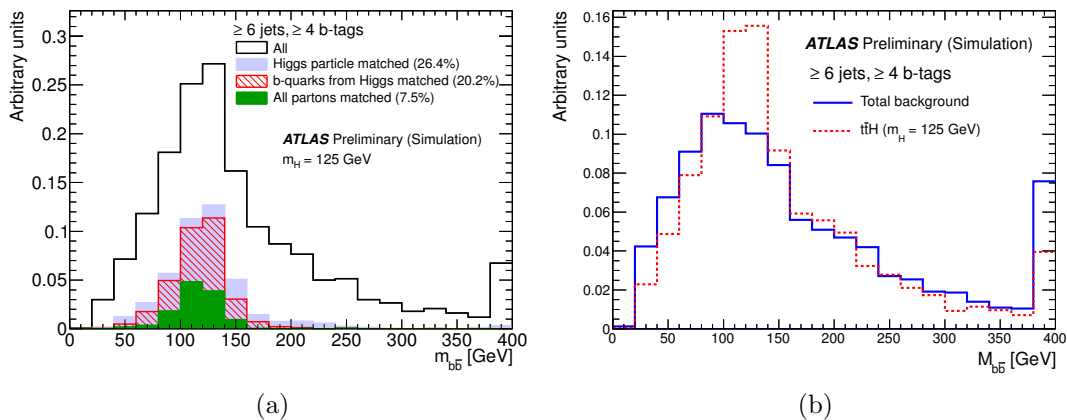 Arbitrary units
0.3
0.25
0.2
0.15
0.1
0.05
0
≥ 6 jets, ≥ 4 b-tags
All
Higgs particle matched (26.4%)
b-quarks from Higgs matched (20.2%)
All partons matched (7.5%)
ATLAS Preliminary (Simulation)
m_H = 125 GeV
0 50 100 150 200 250 300 350 400
m_bb̅ [GeV]
(a)
Arbitrary units
0.16
0.14
0.12
0.1
0.08
0.06
0.04
0.02
0
ATLAS Preliminary (Simulation)
≥ 6 jets, ≥ 4 b-tags
Total background
tt̅H (m_H = 125 GeV)
0 50 100 150 200 250 300 350 400
M_bb̅ [GeV]
(b)